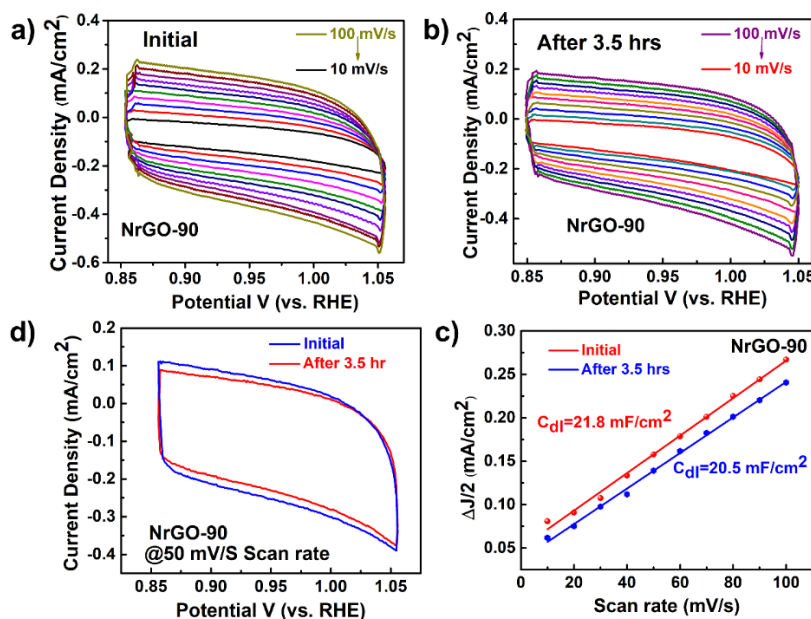 a)
Initial
100 mV/s
10 mV/s
0.4
0.2
0.0
-0.2
-0.4
-0.6
Current Density (mA/cm²)
NrGO-90
0.85 0.90 0.95 1.00 1.05
Potential V (vs. RHE)
b)
After 3.5 hrs
100 mV/s
10 mV/s
0.4
0.2
0.0
-0.2
-0.4
Current Density (mA/cm²)
NrGO-90
0.85 0.90 0.95 1.00 1.05
Potential V (vs. RHE)
d)
Initial
After 3.5 hr
0.2
0.1
0.0
-0.1
-0.2
-0.3
-0.4
Current Density (mA/cm²)
NrGO-90
@50 mV/S Scan rate
0.85 0.90 0.95 1.00 1.05
Potential V (vs. RHE)
c)
NrGO-90
Initial
After 3.5 hrs
0.30
0.25
0.20
0.15
0.10
0.05
ΔJ/2 (mA/cm²)
Cdl=21.8 mF/cm²
Cdl=20.5 mF/cm²
0 20 40 60 80 100
Scan rate (mV/s)